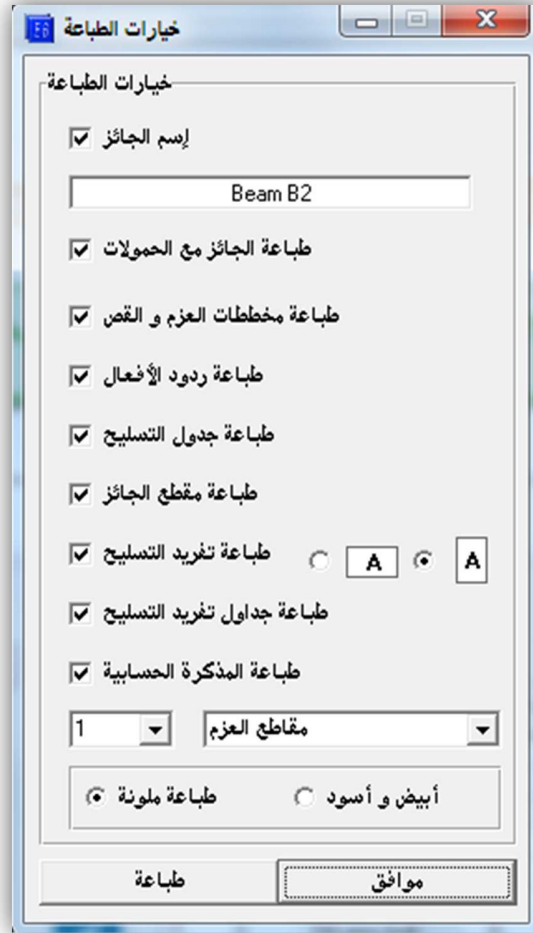 خيارات الطباعة
خيارات الطباعة
إسم الجائز
Beam B2
طباعة الجائز مع الحمولات
طباعة مخططات العزم و القص
طباعة ردود الأفعال
طباعة جدول التسليح
طباعة مقطع الجائز
طباعة تفريد التسليح A A
طباعة جداول تفريد التسليح
طباعة المذكرة الحسابية
1 مقاطع العزم
طباعة ملونة أبيض و أسود
طباعة موافق